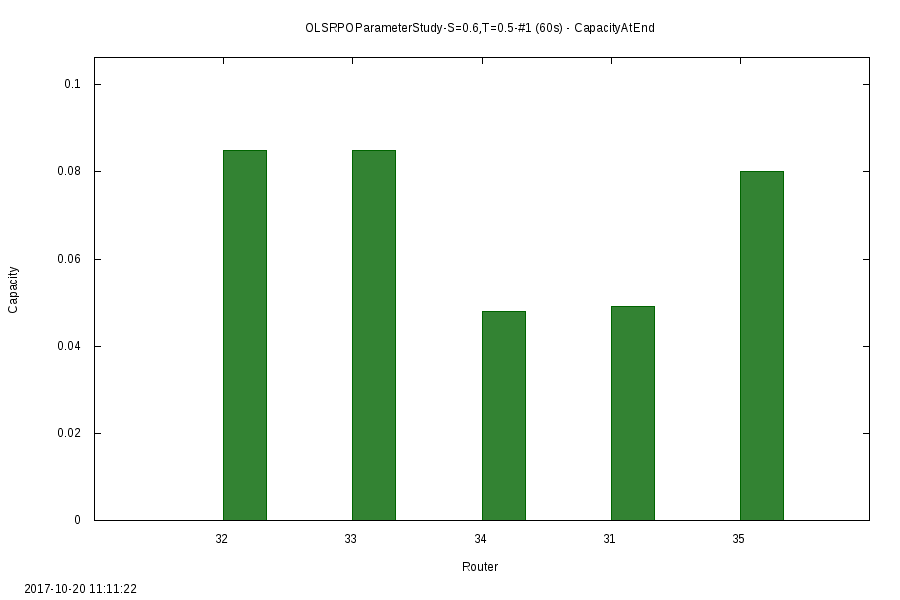 OLSRPOParameterStudy-S=0.6,T=0.5-#1 (60s) - CapacityAtEnd
0.1
0.08
0.06
0.04
0.02
0
Capacity
32 33 34 31 35
Router
2017-10-20 11:11:22